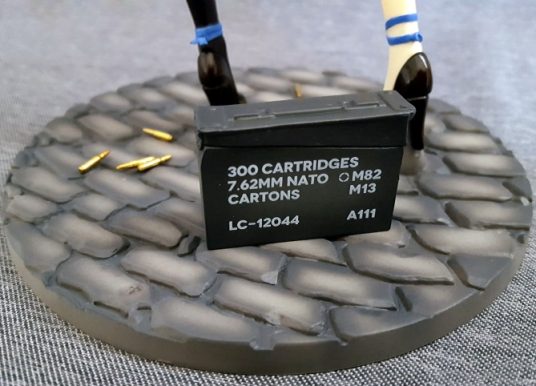 300 CARTRIDGES
7.62MM NATO M82
CARTONS M13
LC-12044 A111